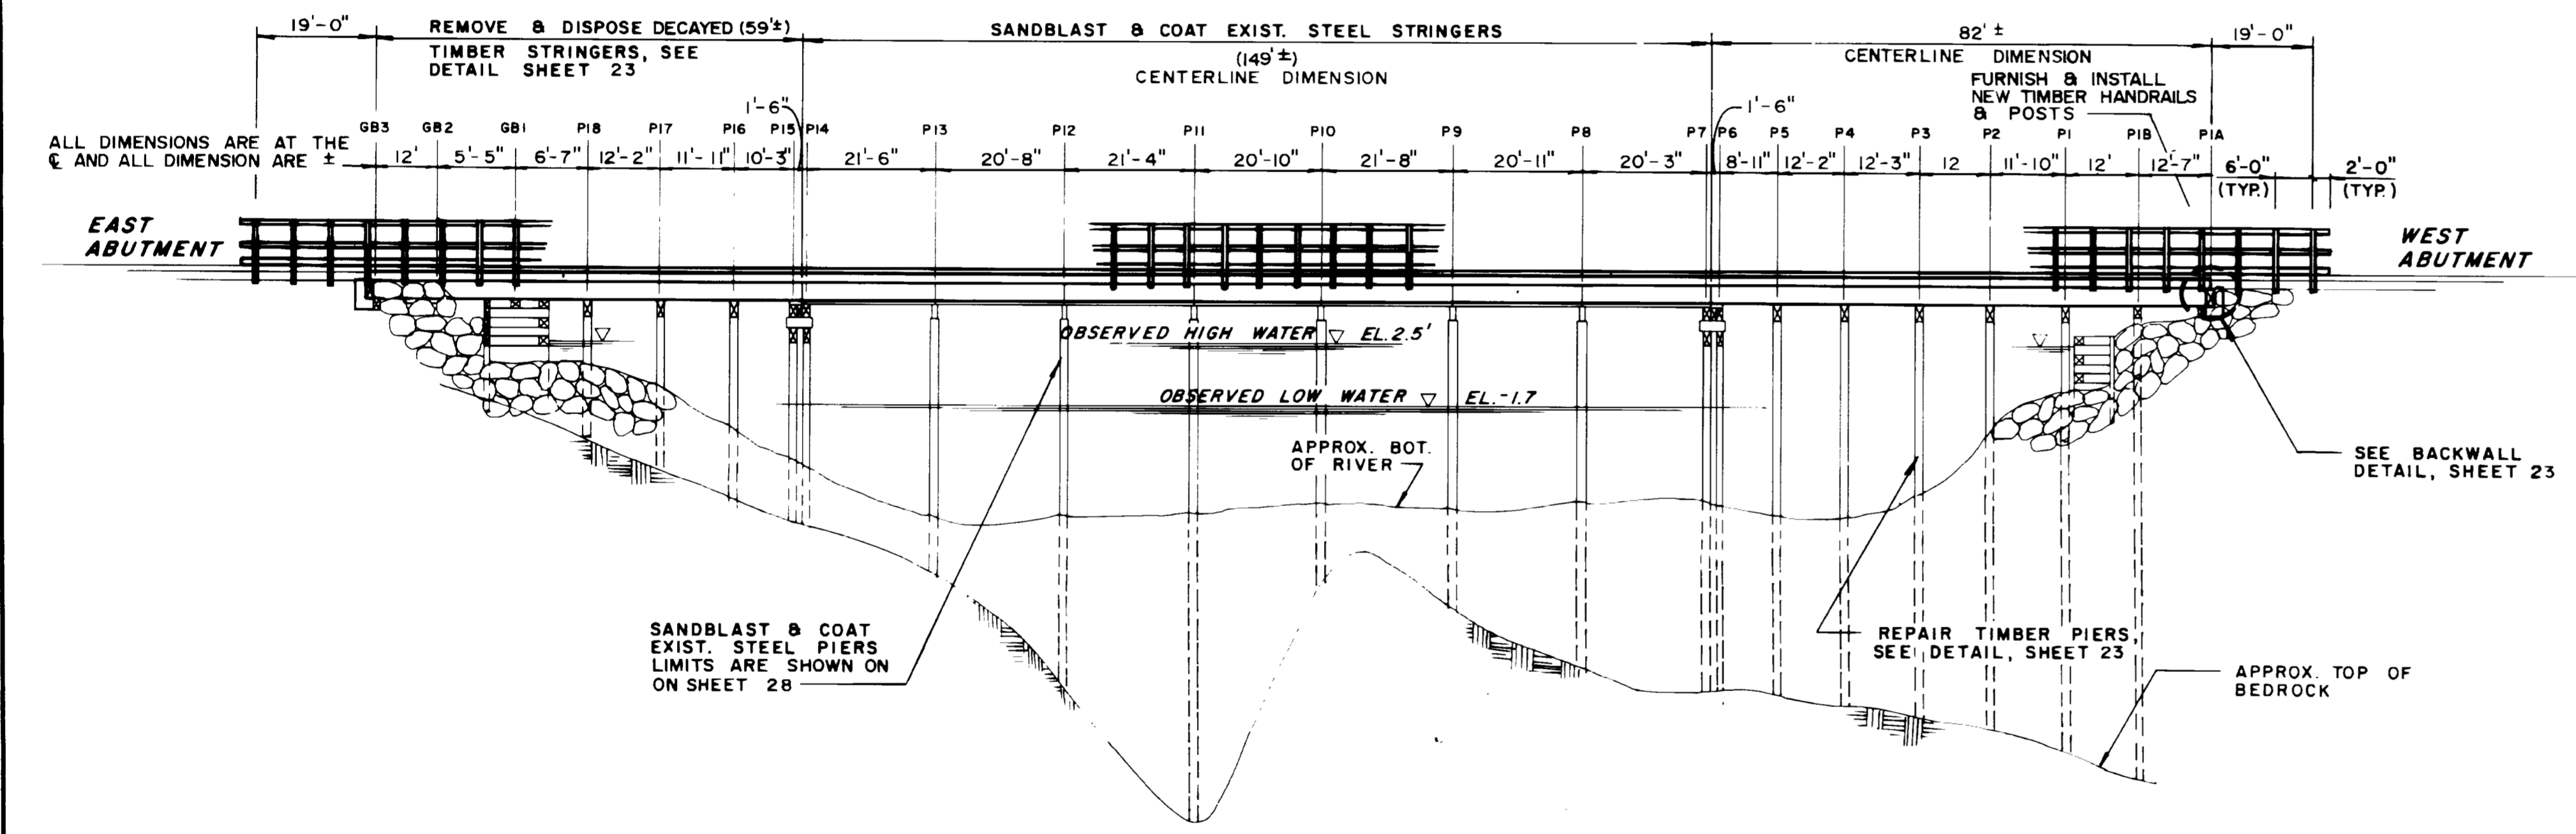 19'-0"
REMOVE & DISPOSE DECAYED (59'±)
TIMBER STRINGERS, SEE
DETAIL SHEET 23
SANDBLAST & COAT EXIST. STEEL STRINGERS
(149'±)
CENTERLINE DIMENSION
82' ±
CENTERLINE DIMENSION
19'-0"
FURNISH & INSTALL
NEW TIMBER HANDRAILS
& POSTS
1'-6"
1'-6"
GB3 GB2 GB1 P18 P17 P16 P15 P14 P13 P12 P11 P10 P9 P8 P7 P6 P5 P4 P3 P2 P1 P1B P1A
ALL DIMENSIONS ARE AT THE
℄ AND ALL DIMENSION ARE ±
12' 5'-5" 6'-7" 12'-2" 11'-11" 10'-3" 21'-6" 20'-8" 21'-4" 20'-10" 21'-8" 20'-11" 20'-3" 8'-11" 12'-2" 12'-3" 12 11'-10" 12' 12'-7" 6'-0" 2'-0"
(TYP.) (TYP.)
EAST
ABUTMENT
WEST
ABUTMENT
OBSERVED HIGH WATER EL. 2.5'
OBSERVED LOW WATER EL. -1.7
APPROX. BOT.
OF RIVER
SEE BACKWALL
DETAIL, SHEET 23
SANDBLAST & COAT
EXIST. STEEL PIERS
LIMITS ARE SHOWN ON
ON SHEET 28
REPAIR TIMBER PIERS,
SEE DETAIL, SHEET 23
APPROX. TOP OF
BEDROCK